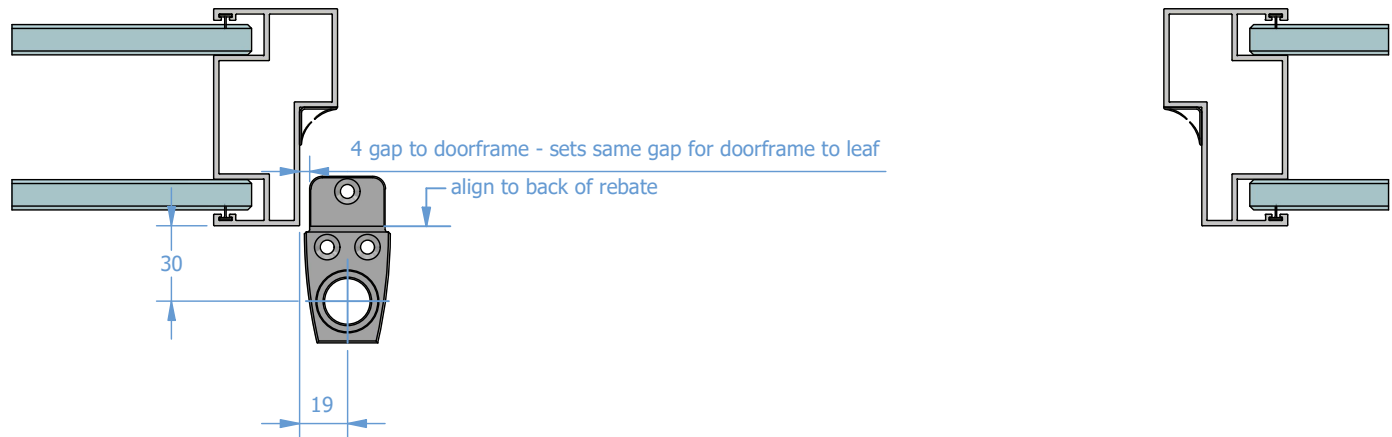 4 gap to doorframe - sets same gap for doorframe to leaf
align to back of rebate
30
19